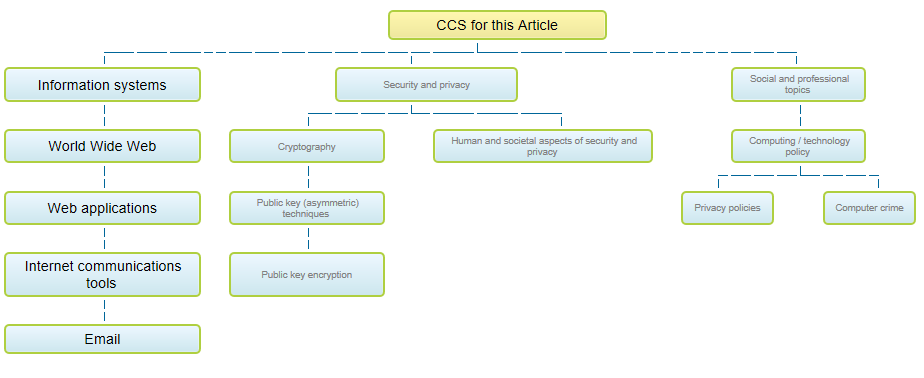 CCS for this Article
Information systems
Security and privacy
Social and professional
topics
World Wide Web
Cryptography
Human and societal aspects of security and
privacy
Computing / technology
policy
Web applications
Public key (asymmetric)
techniques
Privacy policies
Computer crime
Internet communications
tools
Public key encryption
Email